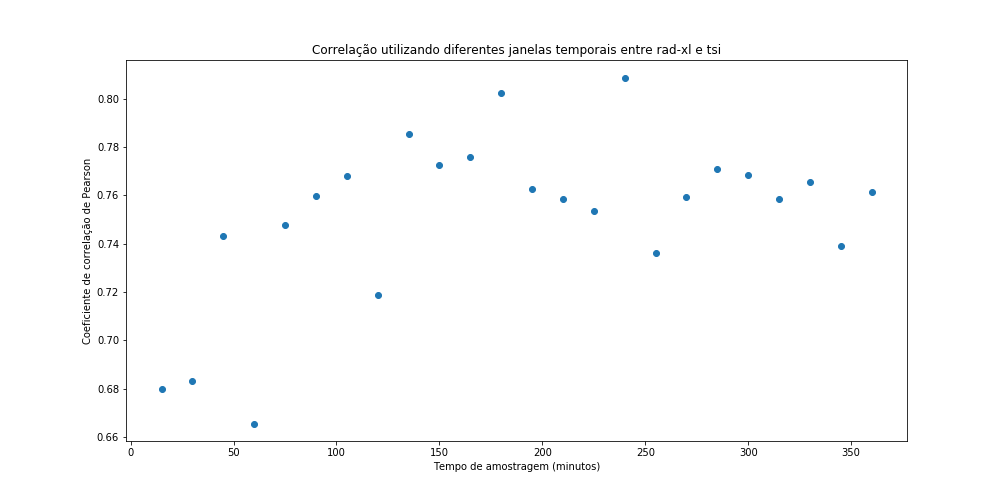 Correlação utilizando diferentes janelas temporais entre rad-xl e tsi
Coeficiente de correlação de Pearson
0.80
0.78
0.76
0.74
0.72
0.70
0.68
0.66
0 50 100 150 200 250 300 350
Tempo de amostragem (minutos)